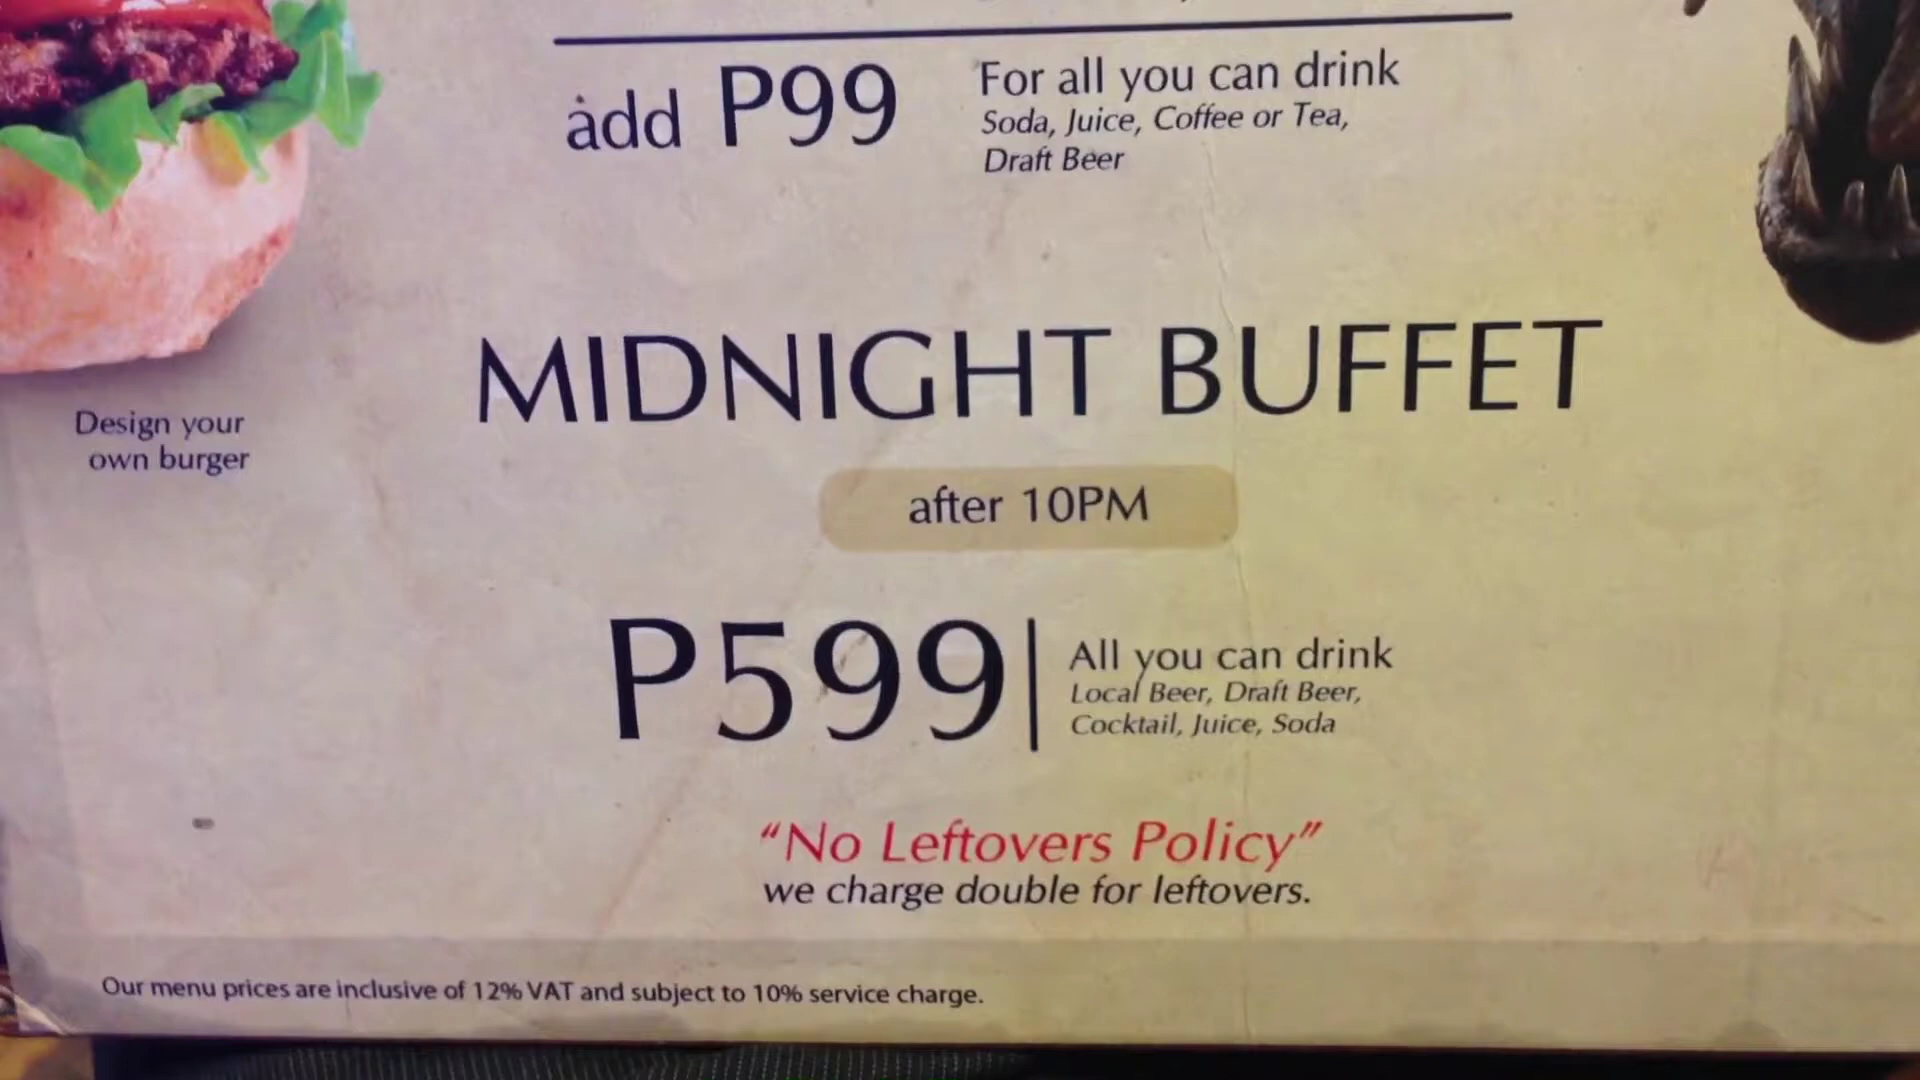 add P99
For all you can drink
Soda, Juice, Coffee or Tea,
Draft Beer
MIDNIGHT BUFFET
Design your
own burger
after 10PM
P599
All you can drink
Local Beer, Draft Beer,
Cocktail, Juice, Soda
"No Leftovers Policy"
we charge double for leftovers.
Our menu prices are inclusive of 12% VAT and subject to 10% service charge.